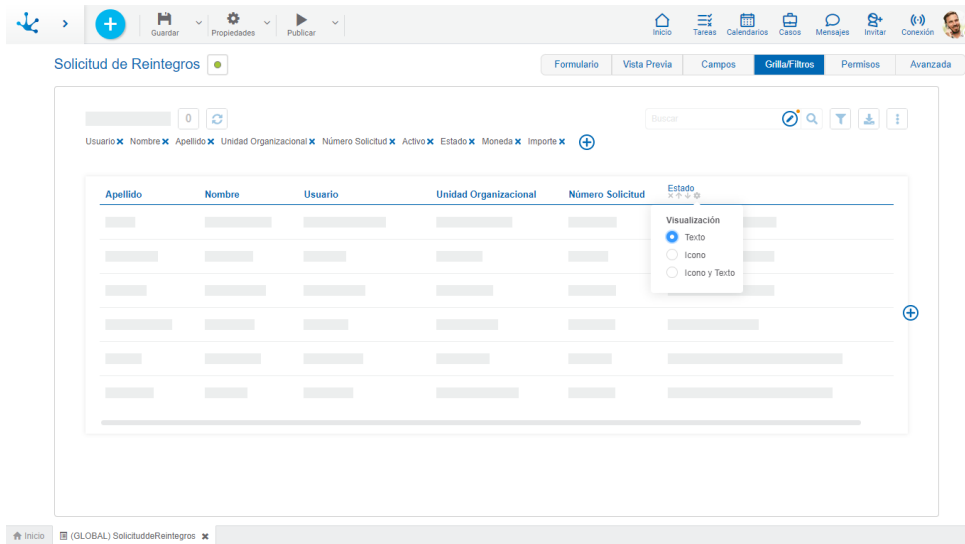 Guardar
Propiedades
Publicar
Inicio
Tareas
Calendarios
Casos
Mensajes
Invitar
Conexión
Solicitud de Reintegros
Formulario
Vista Previa
Campos
Grilla/Filtros
Permisos
Avanzada
0
Buscar
Usuario Nombre Apellido Unidad Organizacional Número Solicitud Activo Estado Moneda Importe
Apellido Nombre Usuario Unidad Organizacional Número Solicitud Estado
Visualización
Texto
Icono
Icono y Texto
Inicio
(GLOBAL) SolicituddeReintegros